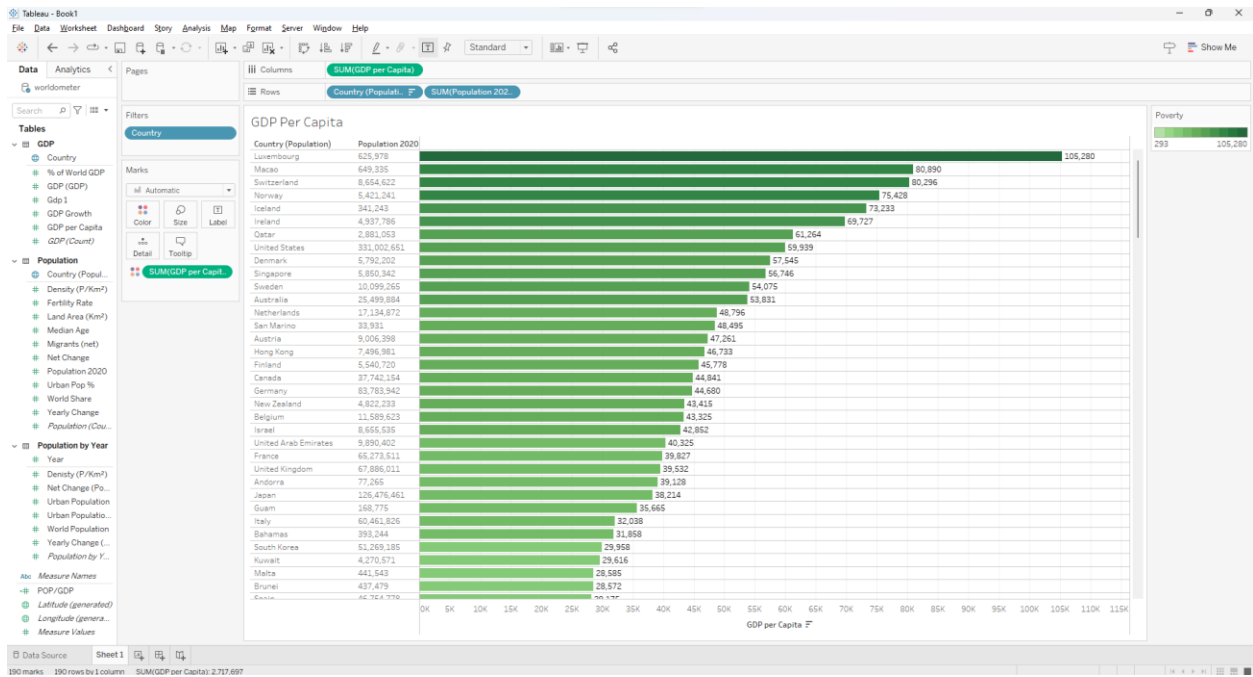 Tableau - Book1
File Data Worksheet Dashboard Story Analysis Map Format Server Window Help
Standard
Show Me
Data Analytics
worldometer
Search
Tables
GDP
Country
% of World GDP
GDP (GDP)
Gdp 1
GDP Growth
GDP per Capita
GDP (Count)
Population
Country (Popul...
Density (P/Km²)
Fertility Rate
Land Area (Km²)
Median Age
Migrants (net)
Net Change
Population 2020
Urban Pop %
World Share
Yearly Change
Population (Cou...
Population by Year
Year
Denisty (P/Km²)
Net Change (Po...
Urban Population
Urban Populatio...
World Population
Yearly Change (...
Population by Y...
Abc Measure Names
POP/GDP
Latitude (generated)
Longitude (genera...
Measure Values
Pages
Filters
Country
Marks
Automatic
Color Size Label
Detail Tooltip
SUM(GDP per Capit..
Columns SUM(GDP per Capita)
Rows Country (Populati.. SUM(Population 202..
GDP Per Capita
Country (Population) Population 2020
Luxembourg 625,978 105,280
Macao 649,335 80,890
Switzerland 8,654,622 80,296
Norway 5,421,241 75,428
Iceland 341,243 73,233
Ireland 4,937,786 69,727
Qatar 2,881,053 61,264
United States 331,002,651 59,939
Denmark 5,792,202 57,545
Singapore 5,850,342 56,746
Sweden 10,099,265 54,075
Australia 25,499,884 53,831
Netherlands 17,134,872 48,796
San Marino 33,931 48,495
Austria 9,006,398 47,261
Hong Kong 7,496,981 46,733
Finland 5,540,720 45,778
Canada 37,742,154 44,841
Germany 83,783,942 44,680
New Zealand 4,822,233 43,415
Belgium 11,589,623 43,325
Israel 8,655,535 42,852
United Arab Emirates 9,890,402 40,325
France 65,273,511 39,827
United Kingdom 67,886,011 39,532
Andorra 77,265 39,128
Japan 126,476,461 38,214
Guam 168,775 35,665
Italy 60,461,826 32,038
Bahamas 393,244 31,858
South Korea 51,269,185 29,958
Kuwait 4,270,571 29,616
Malta 441,543 28,585
Brunei 437,479 28,572
Spain 46,754,778 28,175
0K 5K 10K 15K 20K 25K 30K 35K 40K 45K 50K 55K 60K 65K 70K 75K 80K 85K 90K 95K 100K 105K 110K 115K
GDP per Capita
Poverty
293 105,280
Data Source Sheet 1
190 marks 190 rows by 1 column SUM(GDP per Capita): 2,717,697